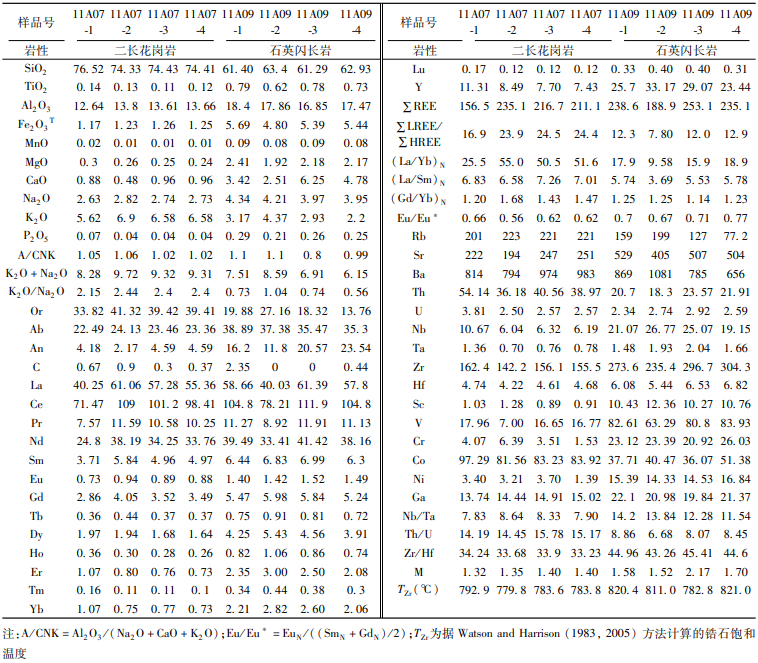 样品号 11A07-1 11A07-2 11A07-3 11A07-4 11A09-1 11A09-2 11A09-3 11A09-4
岩性 二长花岗岩 石英闪长岩
SiO2 76.52 74.33 74.43 74.41 61.40 63.4 61.29 62.93
TiO2 0.14 0.13 0.11 0.12 0.79 0.62 0.78 0.73
Al2O3 12.64 13.8 13.61 13.66 18.4 17.86 16.85 17.47
Fe2O3T 1.17 1.23 1.26 1.25 5.69 4.80 5.39 5.44
MnO 0.02 0.01 0.01 0.01 0.09 0.08 0.09 0.08
MgO 0.3 0.26 0.25 0.24 2.41 1.92 2.18 2.17
CaO 0.88 0.48 0.96 0.96 3.42 2.51 6.25 4.78
Na2O 2.63 2.82 2.74 2.73 4.34 4.21 3.97 3.95
K2O 5.62 6.9 6.58 6.58 3.17 4.37 2.93 2.2
P2O5 0.07 0.04 0.04 0.04 0.29 0.21 0.26 0.25
A/CNK 1.05 1.06 1.02 1.02 1.1 1.1 0.8 0.99
K2O+Na2O 8.28 9.72 9.32 9.31 7.51 8.59 6.91 6.15
K2O/Na2O 2.15 2.44 2.4 2.4 0.73 1.04 0.74 0.56
Or 33.82 41.32 39.42 39.41 19.88 27.16 18.32 13.76
Ab 22.49 24.13 23.46 23.36 38.89 37.38 35.47 35.3
An 4.18 2.17 4.59 4.59 16.2 11.8 20.57 23.54
C 0.67 0.9 0.3 0.37 2.35 0 0 0.44
La 40.25 61.06 57.28 55.36 58.66 40.03 61.39 57.8
Ce 71.47 109 101.2 98.41 104.8 78.21 111.9 104.8
Pr 7.57 11.59 10.58 10.25 11.27 8.92 11.91 11.13
Nd 24.8 38.19 34.25 33.76 39.49 33.41 41.42 38.16
Sm 3.71 5.84 4.96 4.97 6.44 6.83 6.99 6.3
Eu 0.73 0.94 0.89 0.88 1.40 1.42 1.52 1.49
Gd 2.86 4.05 3.52 3.49 5.47 5.98 5.84 5.24
Tb 0.36 0.44 0.37 0.37 0.75 0.91 0.81 0.72
Dy 1.97 1.94 1.68 1.64 4.25 5.43 4.56 3.91
Ho 0.36 0.30 0.28 0.26 0.82 1.06 0.86 0.74
Er 1.07 0.80 0.76 0.73 2.35 3.00 2.50 2.08
Tm 0.16 0.11 0.11 0.1 0.34 0.44 0.38 0.3
Yb 1.07 0.75 0.77 0.73 2.21 2.82 2.60 2.06
样品号 11A07-1 11A07-2 11A07-3 11A07-4 11A09-1 11A09-2 11A09-3 11A09-4
岩性 二长花岗岩 石英闪长岩
Lu 0.17 0.12 0.12 0.12 0.33 0.40 0.40 0.31
Y 11.31 8.49 7.70 7.43 25.7 33.17 29.07 23.44
∑REE 156.5 235.1 216.7 211.1 238.6 188.9 253.1 235.1
∑LREE/∑HREE 16.9 23.9 24.5 24.4 12.3 7.80 12.0 12.9
(La/Yb)N 25.5 55.0 50.5 51.6 17.9 9.58 15.9 18.9
(La/Sm)N 6.83 6.58 7.26 7.01 5.74 3.69 5.53 5.78
(Gd/Yb)N 1.20 1.68 1.43 1.47 1.25 1.25 1.14 1.23
Eu/Eu* 0.66 0.56 0.62 0.62 0.7 0.67 0.71 0.77
Rb 201 223 221 221 159 199 127 77.2
Sr 222 194 247 251 529 405 507 504
Ba 814 794 974 983 869 1081 785 656
Th 54.14 36.18 40.56 38.97 20.7 18.3 23.57 21.91
U 3.81 2.50 2.57 2.57 2.34 2.74 2.92 2.59
Nb 10.67 6.04 6.32 6.19 21.07 26.77 25.07 19.15
Ta 1.36 0.70 0.76 0.78 1.48 1.93 2.04 1.66
Zr 162.4 142.2 156.1 155.5 273.6 235.4 296.7 304.3
Hf 4.74 4.22 4.61 4.68 6.08 5.44 6.53 6.82
Sc 1.03 1.28 0.89 0.91 10.43 12.36 10.27 10.76
V 17.96 7.00 16.65 16.77 82.61 63.29 80.8 83.93
Cr 4.07 6.39 3.51 1.53 23.12 23.39 20.92 26.03
Co 97.29 81.56 83.23 83.92 37.71 40.47 36.07 51.38
Ni 3.40 3.21 3.70 1.39 15.39 14.33 14.53 16.84
Ga 13.74 14.44 14.91 15.02 22.1 20.98 19.84 21.37
Nb/Ta 7.83 8.64 8.33 7.90 14.2 13.84 12.28 11.54
Th/U 14.19 14.45 15.78 15.17 8.86 6.68 8.07 8.45
Zr/Hf 34.24 33.68 33.9 33.23 44.96 43.26 45.41 44.6
M 1.32 1.35 1.40 1.40 1.58 1.52 2.17 1.70
TZr(℃) 792.9 779.8 783.6 783.8 820.4 811.0 782.8 821.0
注:A/CNK=Al2O3/(Na2O+CaO+K2O);Eu/Eu*=EuN/((SmN+GdN)/2);TZr为据 Watson and Harrison (1983, 2005) 方法计算的锆石饱和
温度